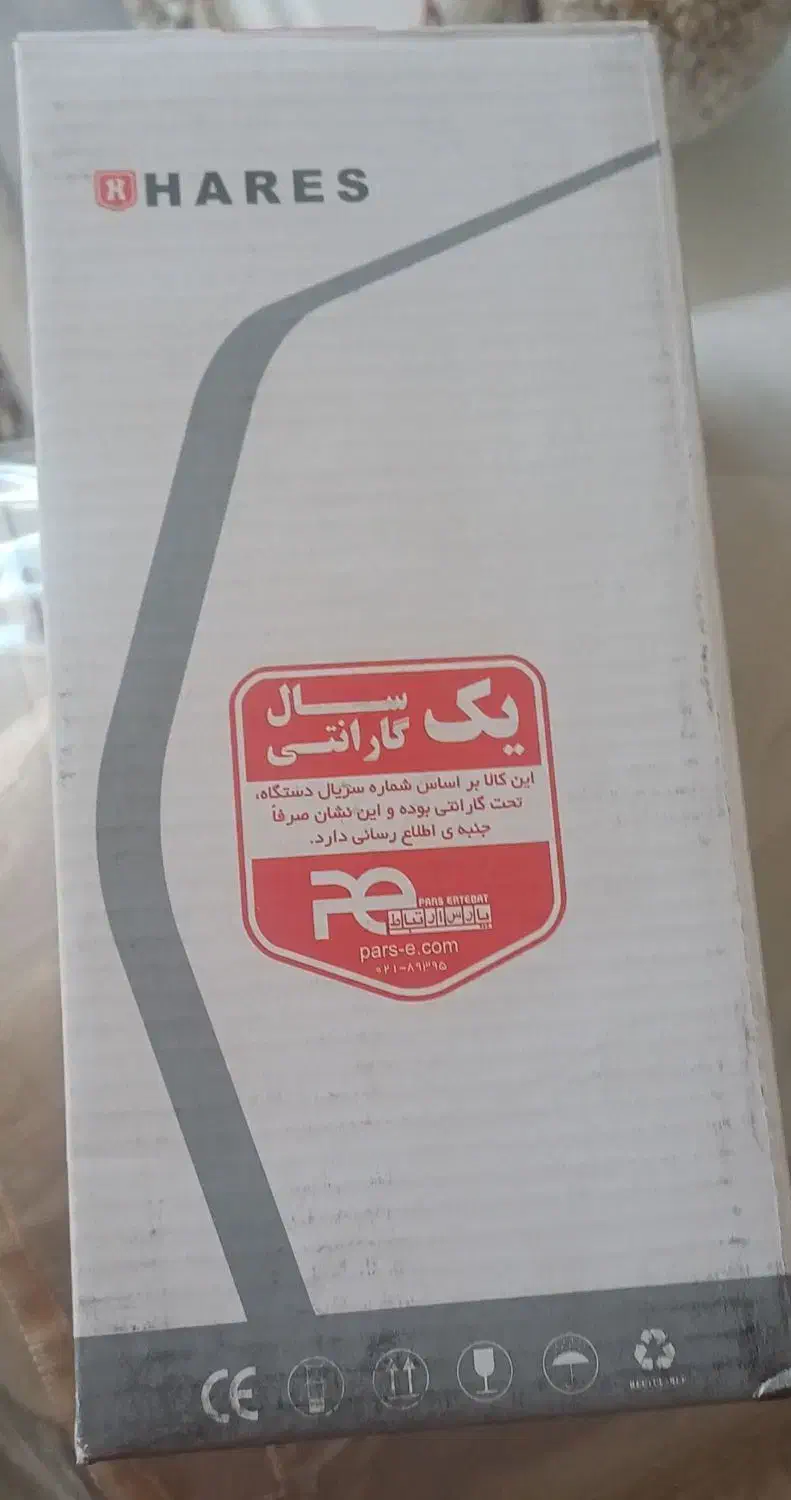 HARES
یک سال گارانتی
این کالا بر اساس شماره سریال دستگاه،
تحت گارانتی بوده و این نشان صرفاً
جنبه ی اطلاع رسانی دارد.
PARS ERTEBAT
پارس ارتباط
pars-e.com
۰۲۱-۸۹۳۹۵
CE
RECYCLABLE